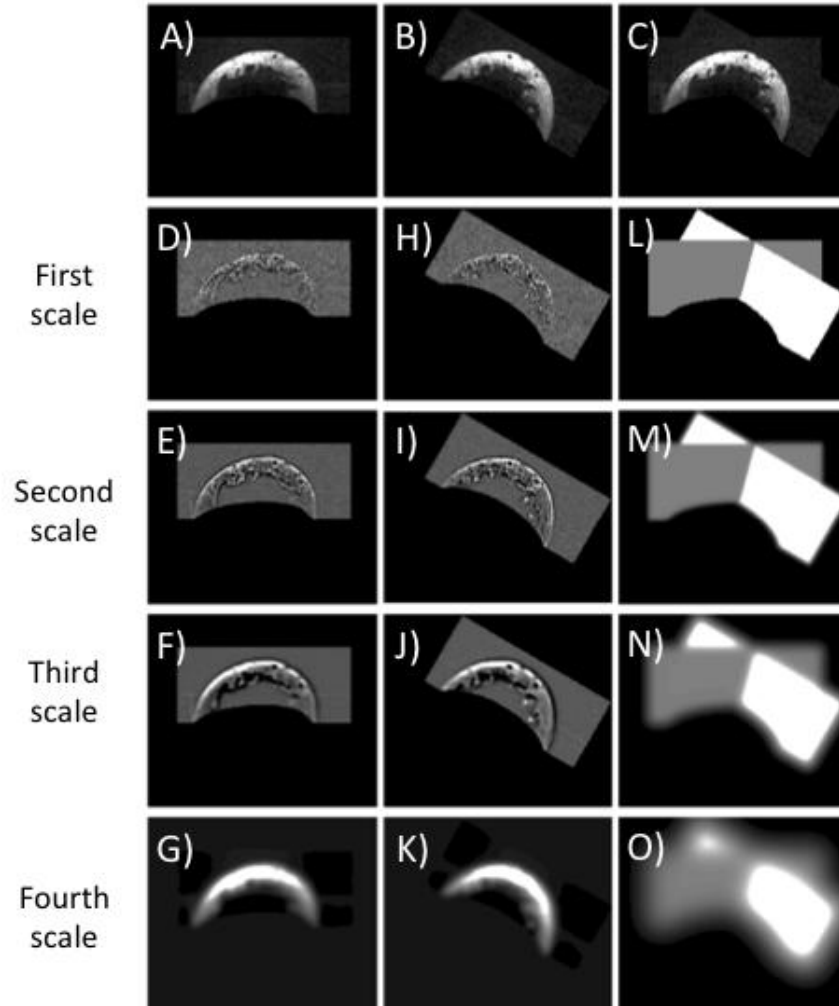 A)
B)
C)
First
scale
D)
H)
L)
Second
scale
E)
I)
M)
Third
scale
F)
J)
N)
Fourth
scale
G)
K)
O)